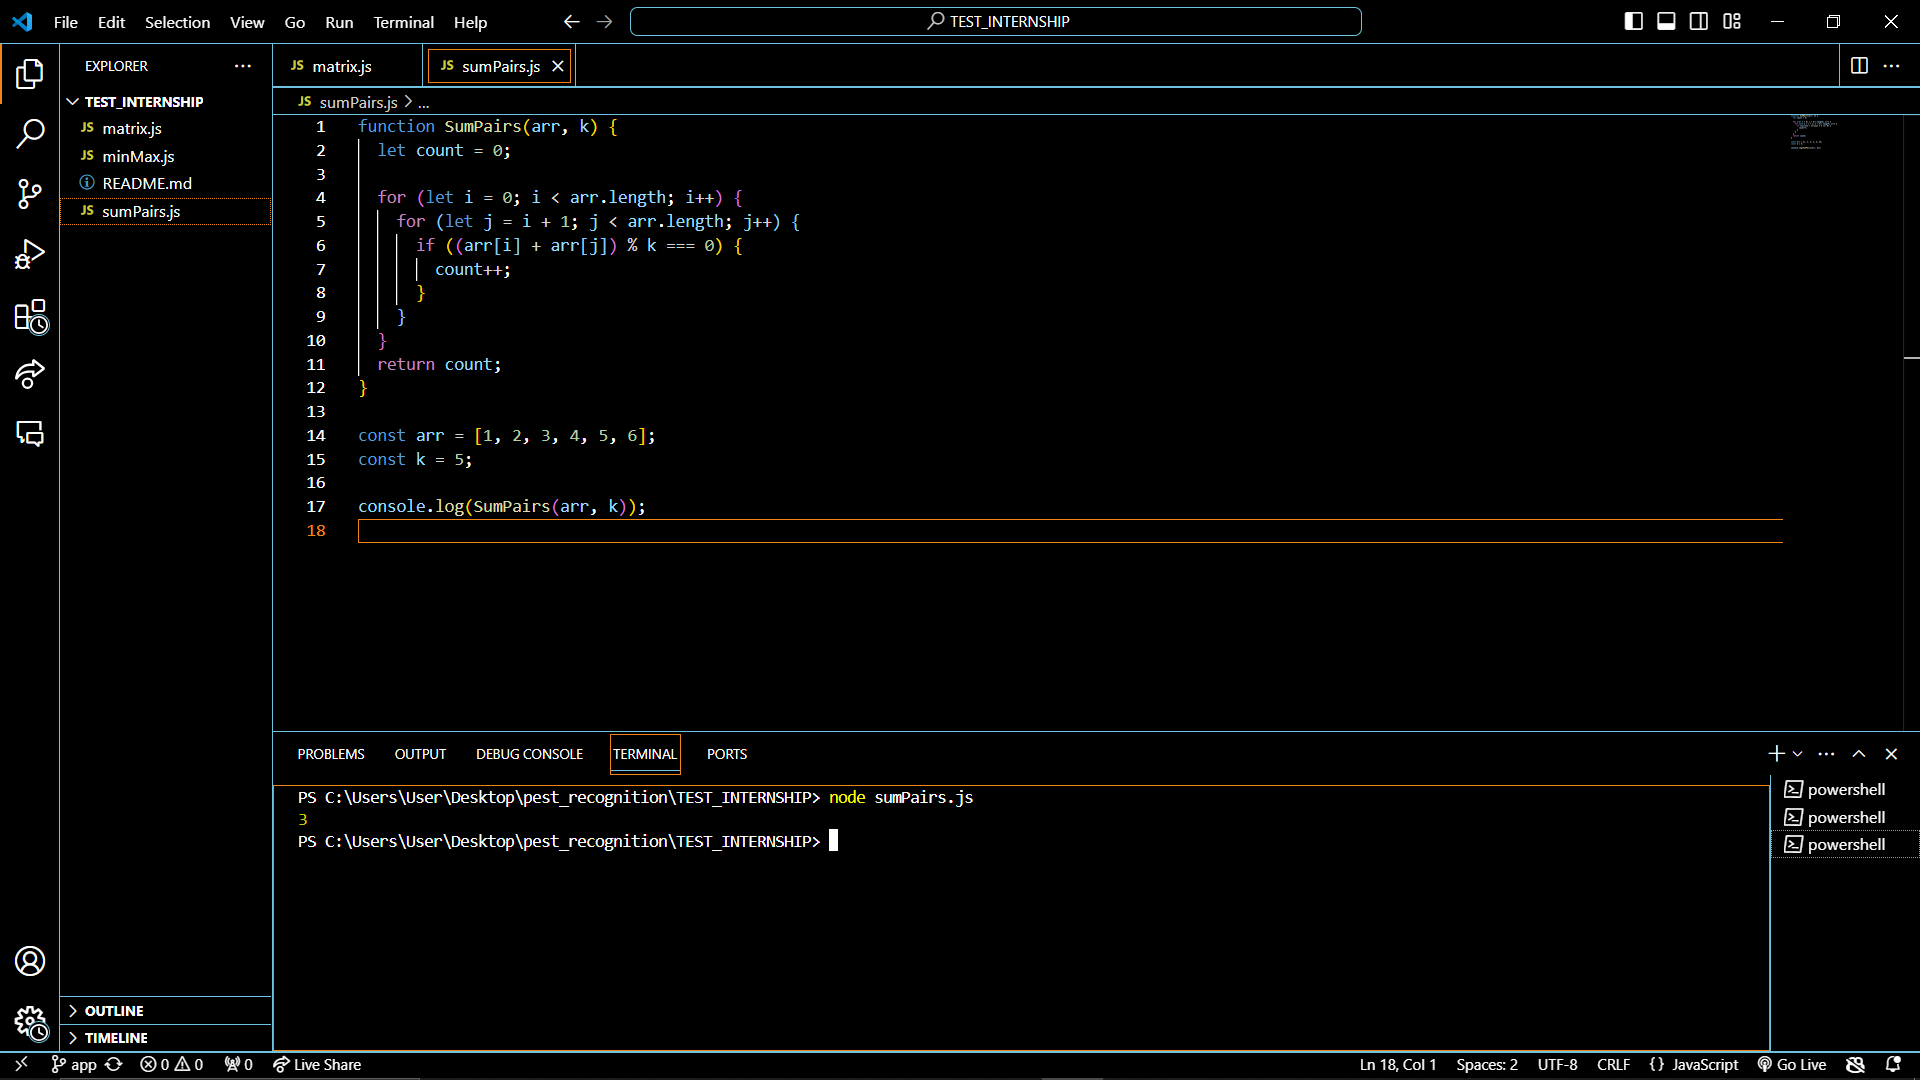 File Edit Selection View Go Run Terminal Help TEST_INTERNSHIP
EXPLORER
TEST_INTERNSHIP
JS matrix.js
JS minMax.js
README.md
JS sumPairs.js
OUTLINE
TIMELINE
JS matrix.js JS sumPairs.js
JS sumPairs.js > ...
1 function SumPairs(arr, k) {
2 let count = 0;
3
4 for (let i = 0; i < arr.length; i++) {
5 for (let j = i + 1; j < arr.length; j++) {
6 if ((arr[i] + arr[j]) % k === 0) {
7 count++;
8 }
9 }
10 }
11 return count;
12 }
13
14 const arr = [1, 2, 3, 4, 5, 6];
15 const k = 5;
16
17 console.log(SumPairs(arr, k));
18
PROBLEMS OUTPUT DEBUG CONSOLE TERMINAL PORTS
PS C:\Users\User\Desktop\pest_recognition\TEST_INTERNSHIP> node sumPairs.js
3
PS C:\Users\User\Desktop\pest_recognition\TEST_INTERNSHIP>
powershell
powershell
powershell
app 0 0 0 Live Share Ln 18, Col 1 Spaces: 2 UTF-8 CRLF {} JavaScript Go Live